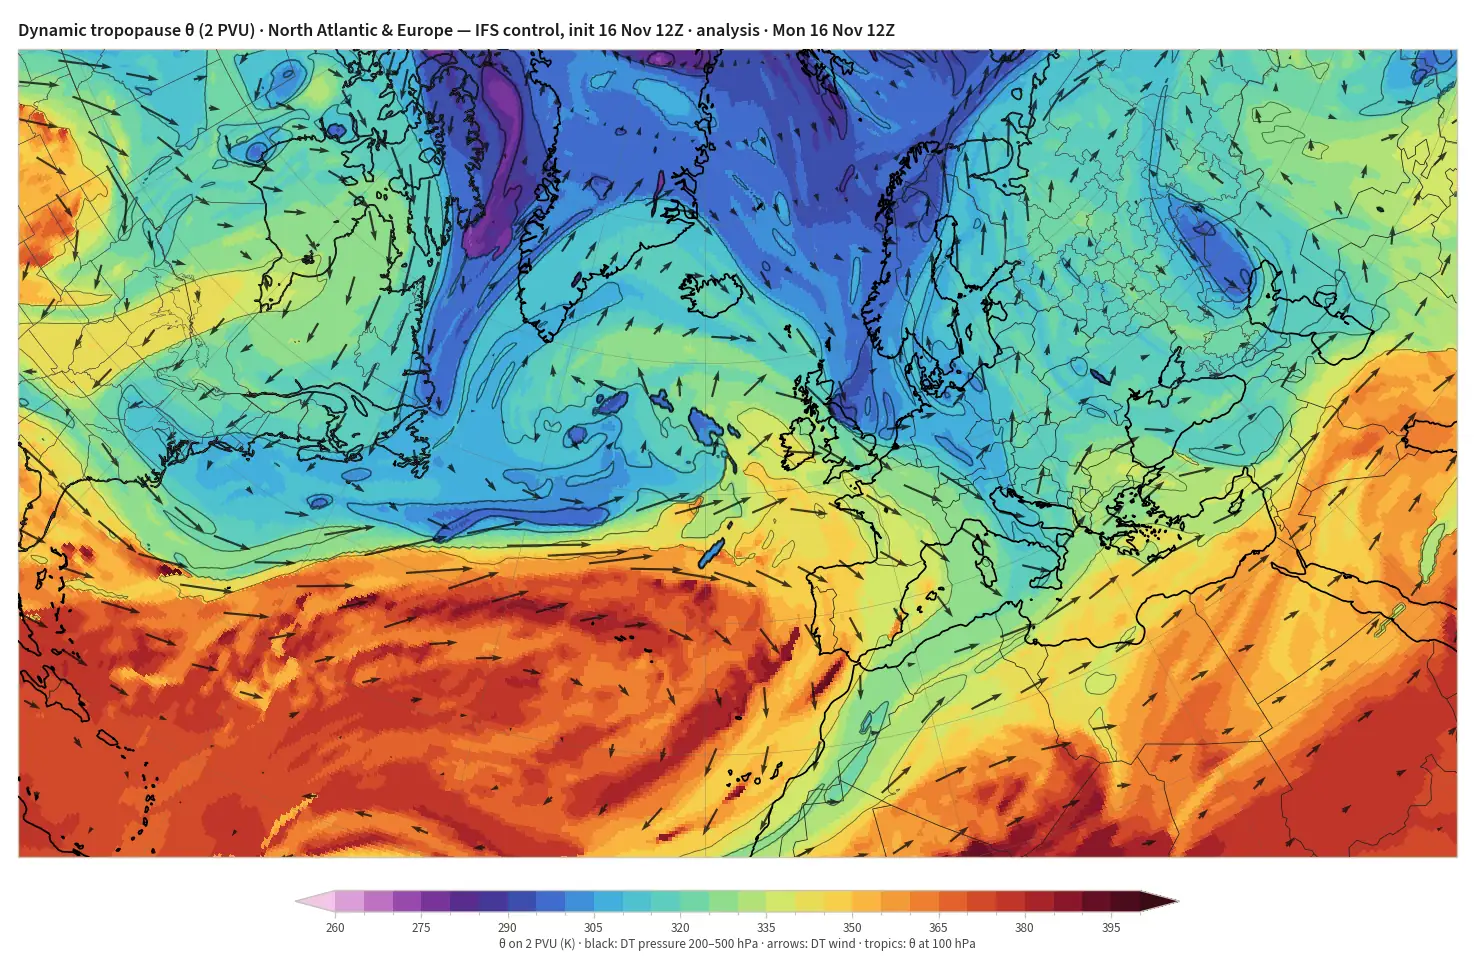 Dynamic tropopause θ (2 PVU) · North Atlantic & Europe — IFS control, init 16 Nov 12Z · analysis · Mon 16 Nov 12Z
260 275 290 305 320 335 350 365 380 395
θ on 2 PVU (K) · black: DT pressure 200–500 hPa · arrows: DT wind · tropics: θ at 100 hPa